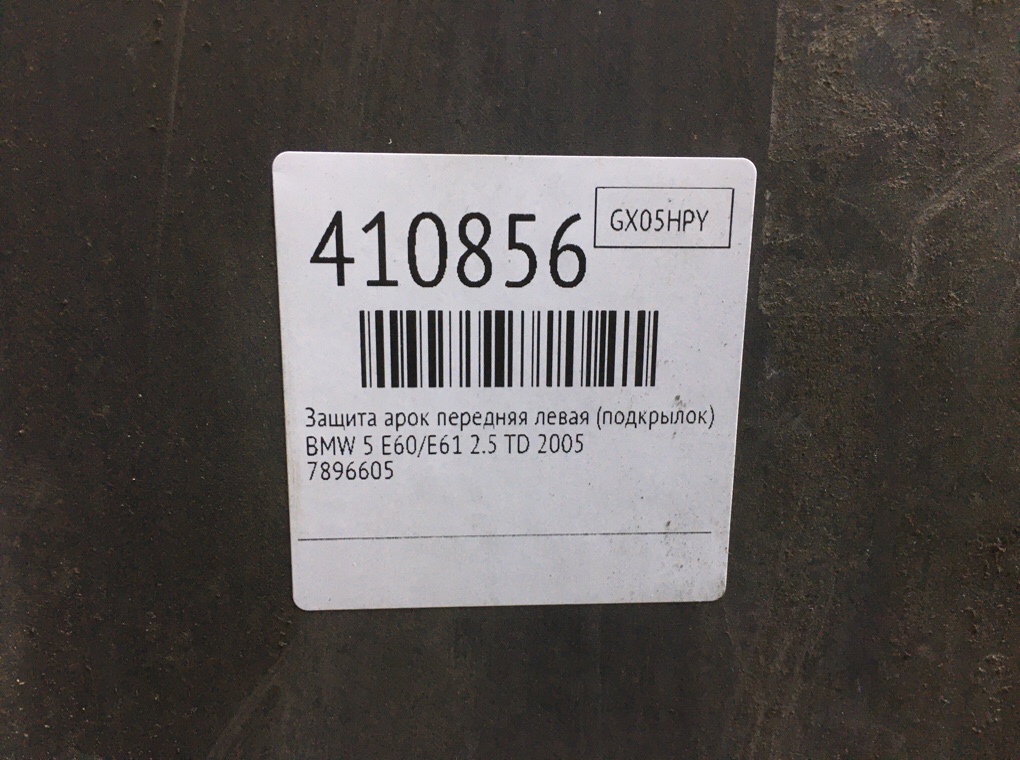 410856
GX05HPY
Защита арок передняя левая (подкрылок)
BMW 5 E60/E61 2.5 TD 2005
7896605